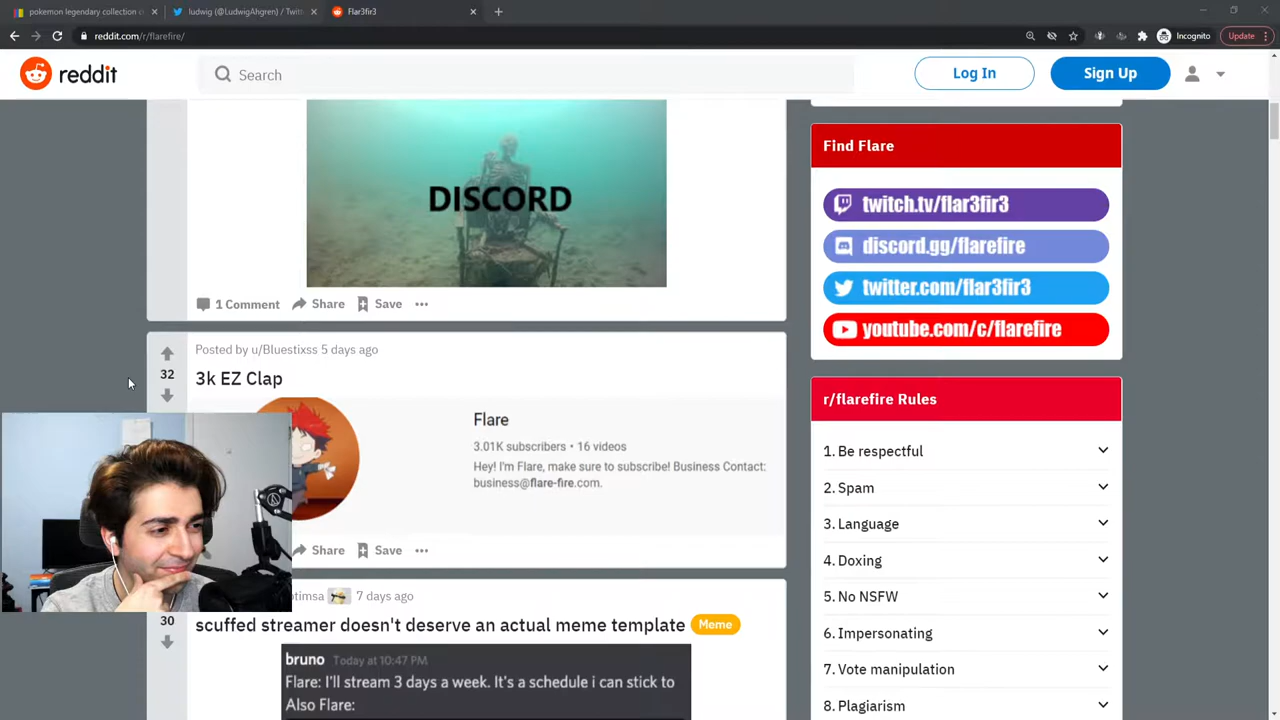 pokemon legendary collection c
ludwig (@LudwigAhgren) / Twitt
Flar3fir3
reddit.com/r/flarefire/
Incognito
Update
reddit
Search
Log In
Sign Up
DISCORD
1 Comment
Share
Save
Posted by u/Bluestixss 5 days ago
32
3k EZ Clap
Flare
3.01K subscribers • 16 videos
Hey! I'm Flare, make sure to subscribe! Business Contact:
business@flare-fire.com.
Share
Save
timsa
7 days ago
30
scuffed streamer doesn't deserve an actual meme template
Meme
bruno Today at 10:47 PM
Flare: I'll stream 3 days a week. It's a schedule i can stick to
Also Flare:
Find Flare
twitch.tv/flar3fir3
discord.gg/flarefire
twitter.com/flar3fir3
youtube.com/c/flarefire
r/flarefire Rules
1. Be respectful
2. Spam
3. Language
4. Doxing
5. No NSFW
6. Impersonating
7. Vote manipulation
8. Plagiarism